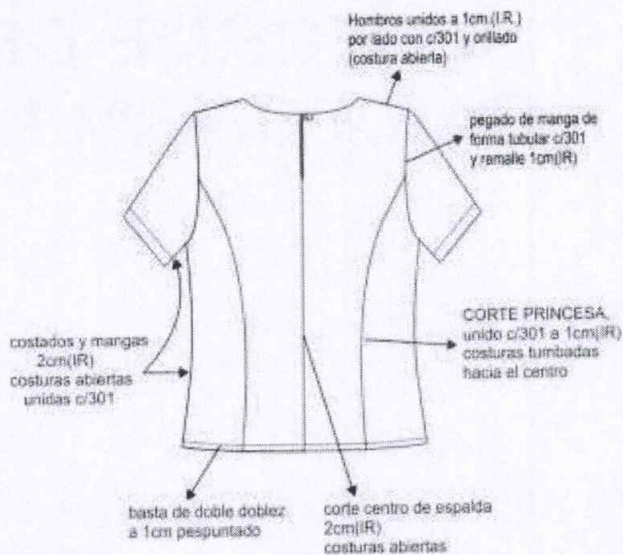 Hombros unidos a 1cm.(I.R.)
por lado con c/301 y orillado
(costura abierta)
pegado de manga de
forma tubular c/301
y remalle 1cm(IR)
CORTE PRINCESA,
unido c/301 a 1cm(IR)
costuras tumbadas
hacia el centro
costados y mangas
2cm(IR)
costuras abiertas
unidas c/301
basta de doble doblez
a 1cm pespuntado
corte centro de espalda
2cm(IR)
costuras abiertas